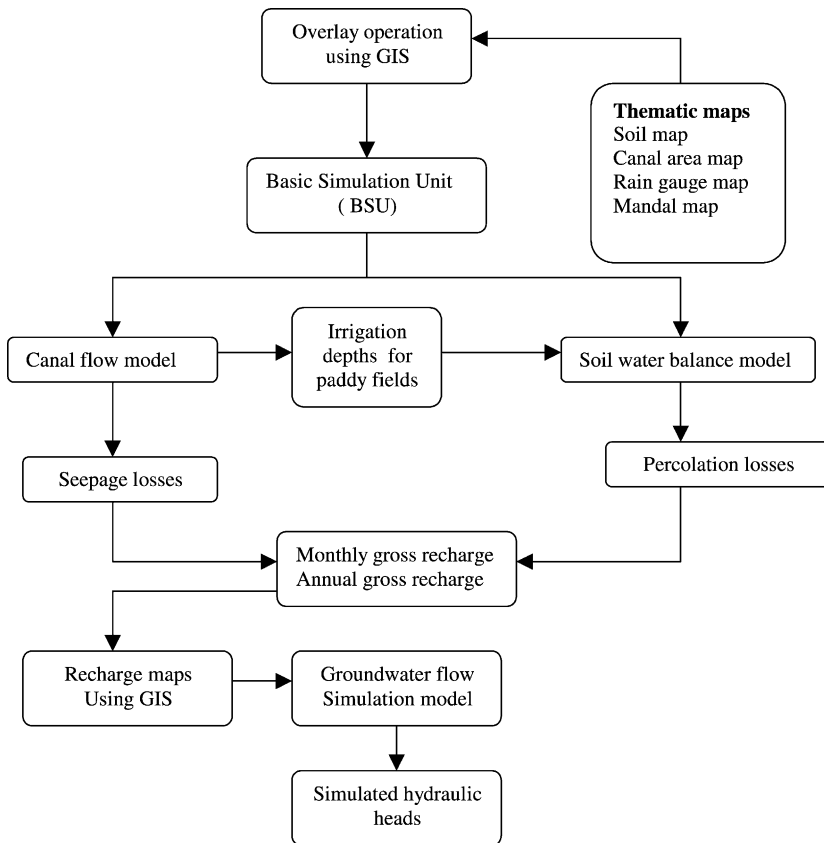 Overlay operation
using GIS
Thematic maps
Soil map
Canal area map
Rain gauge map
Mandal map
Basic Simulation Unit
( BSU)
Irrigation
depths for
paddy fields
Canal flow model
Soil water balance model
Seepage losses
Percolation losses
Monthly gross recharge
Annual gross recharge
Recharge maps
Using GIS
Groundwater flow
Simulation model
Simulated hydraulic
heads